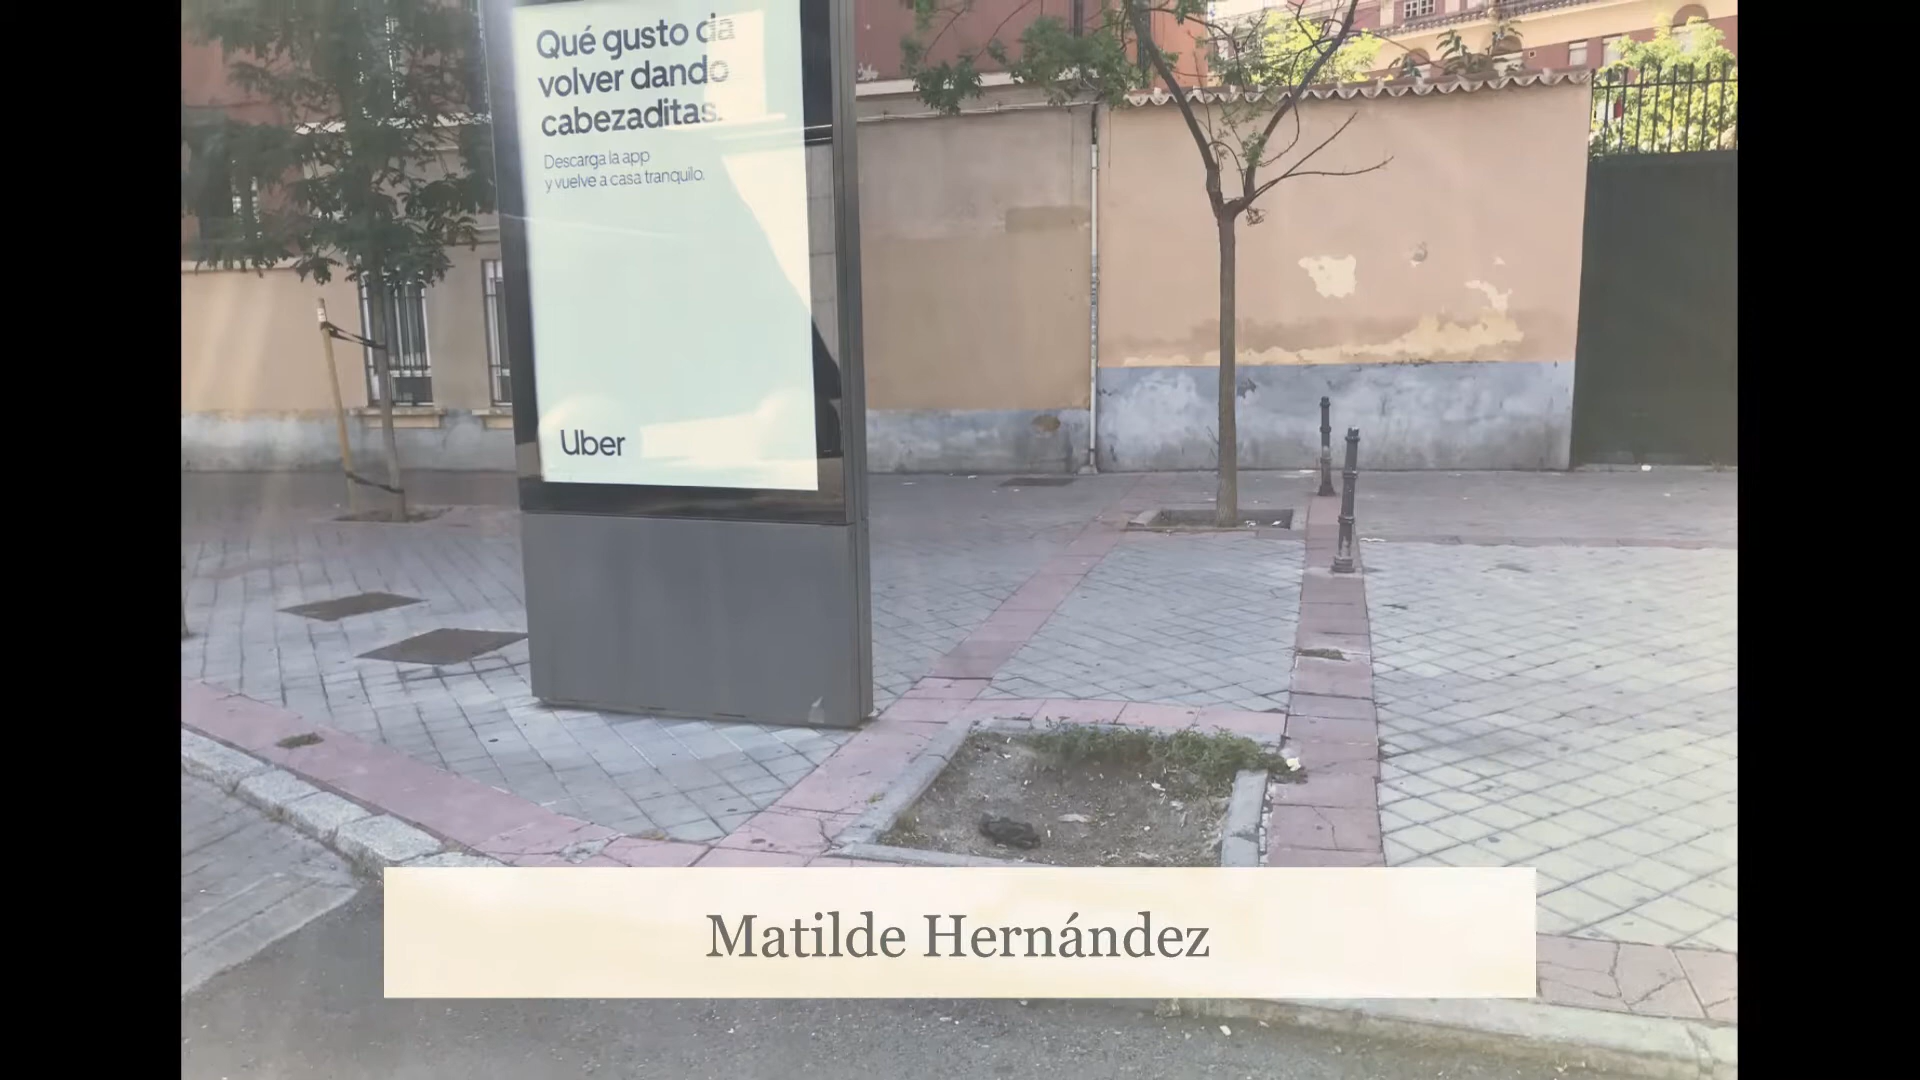 Qué gusto da
volver dando
cabezaditas.
Descarga la app
y vuelve a casa tranquilo.
Uber
Matilde Hernández